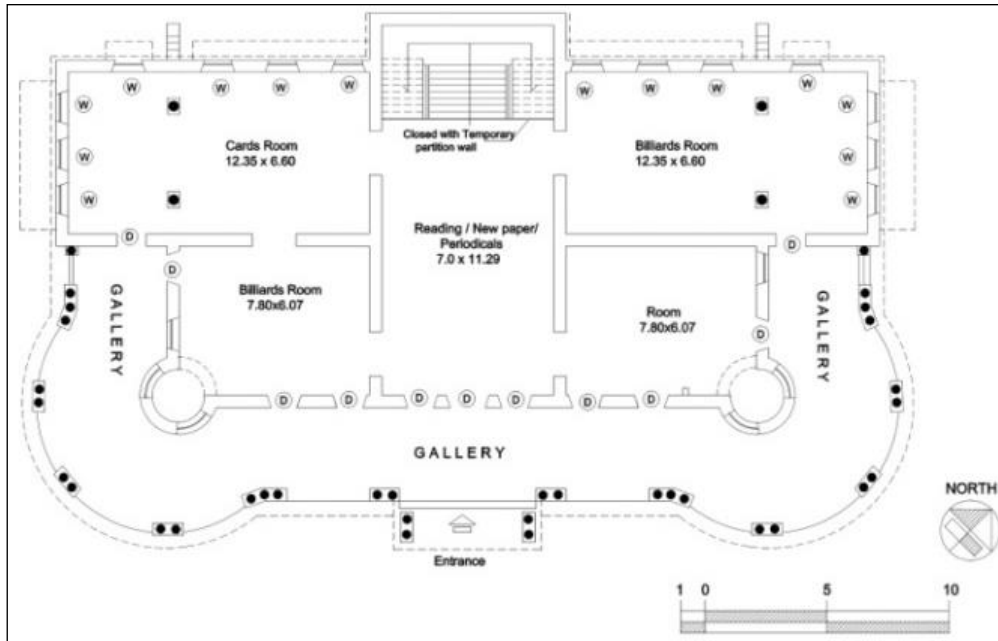 W
W
W
W
W
W
W
W
W
W
W
W
W
W
Closed with Temporary
partition wall
Cards Room
12.35 x 6.60
Billiards Room
12.35 x 6.60
Reading / New paper/
Periodicals
7.0 x 11.29
D
D
D
D
Billiards Room
7.80x6.07
Room
7.80x6.07
GALLERY
GALLERY
D
D
D
D
D
D
D
GALLERY
Entrance
NORTH
1 0 5 10